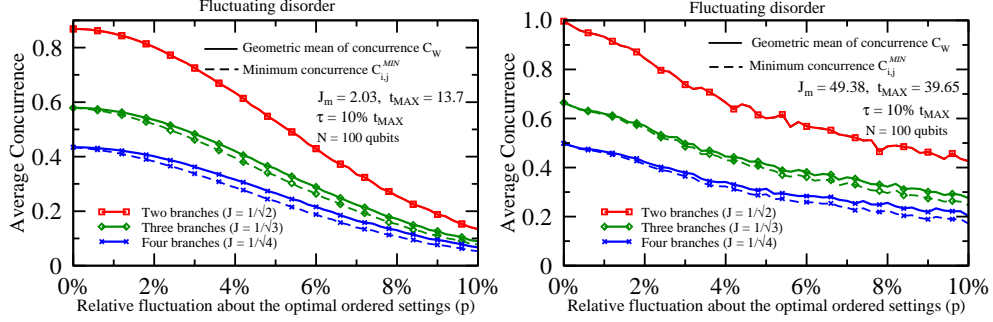 Fluctuating disorder
Average Concurrence
0.8
0.6
0.4
0.2
0
Geometric mean of concurrence C_W
Minimum concurrence C_{i,j}^{MIN}
J_m = 2.03, t_MAX = 13.7
τ = 10% t_MAX
N = 100 qubits
Two branches (J = 1/√2)
Three branches (J = 1/√3)
Four branches (J = 1/√4)
0% 2% 4% 6% 8% 10%
Relative fluctuation about the optimal ordered settings (p)
Fluctuating disorder
Average Concurrence
1.0
0.8
0.6
0.4
0.2
0
Geometric mean of concurrence C_W
Minimum concurrence C_{i,j}^{MIN}
J_m = 49.38, t_MAX = 39.65
τ = 10% t_MAX
N = 100 qubits
Two branches (J = 1/√2)
Three branches (J = 1/√3)
Four branches (J = 1/√4)
0% 2% 4% 6% 8% 10%
Relative fluctuation about the optimal ordered settings (p)